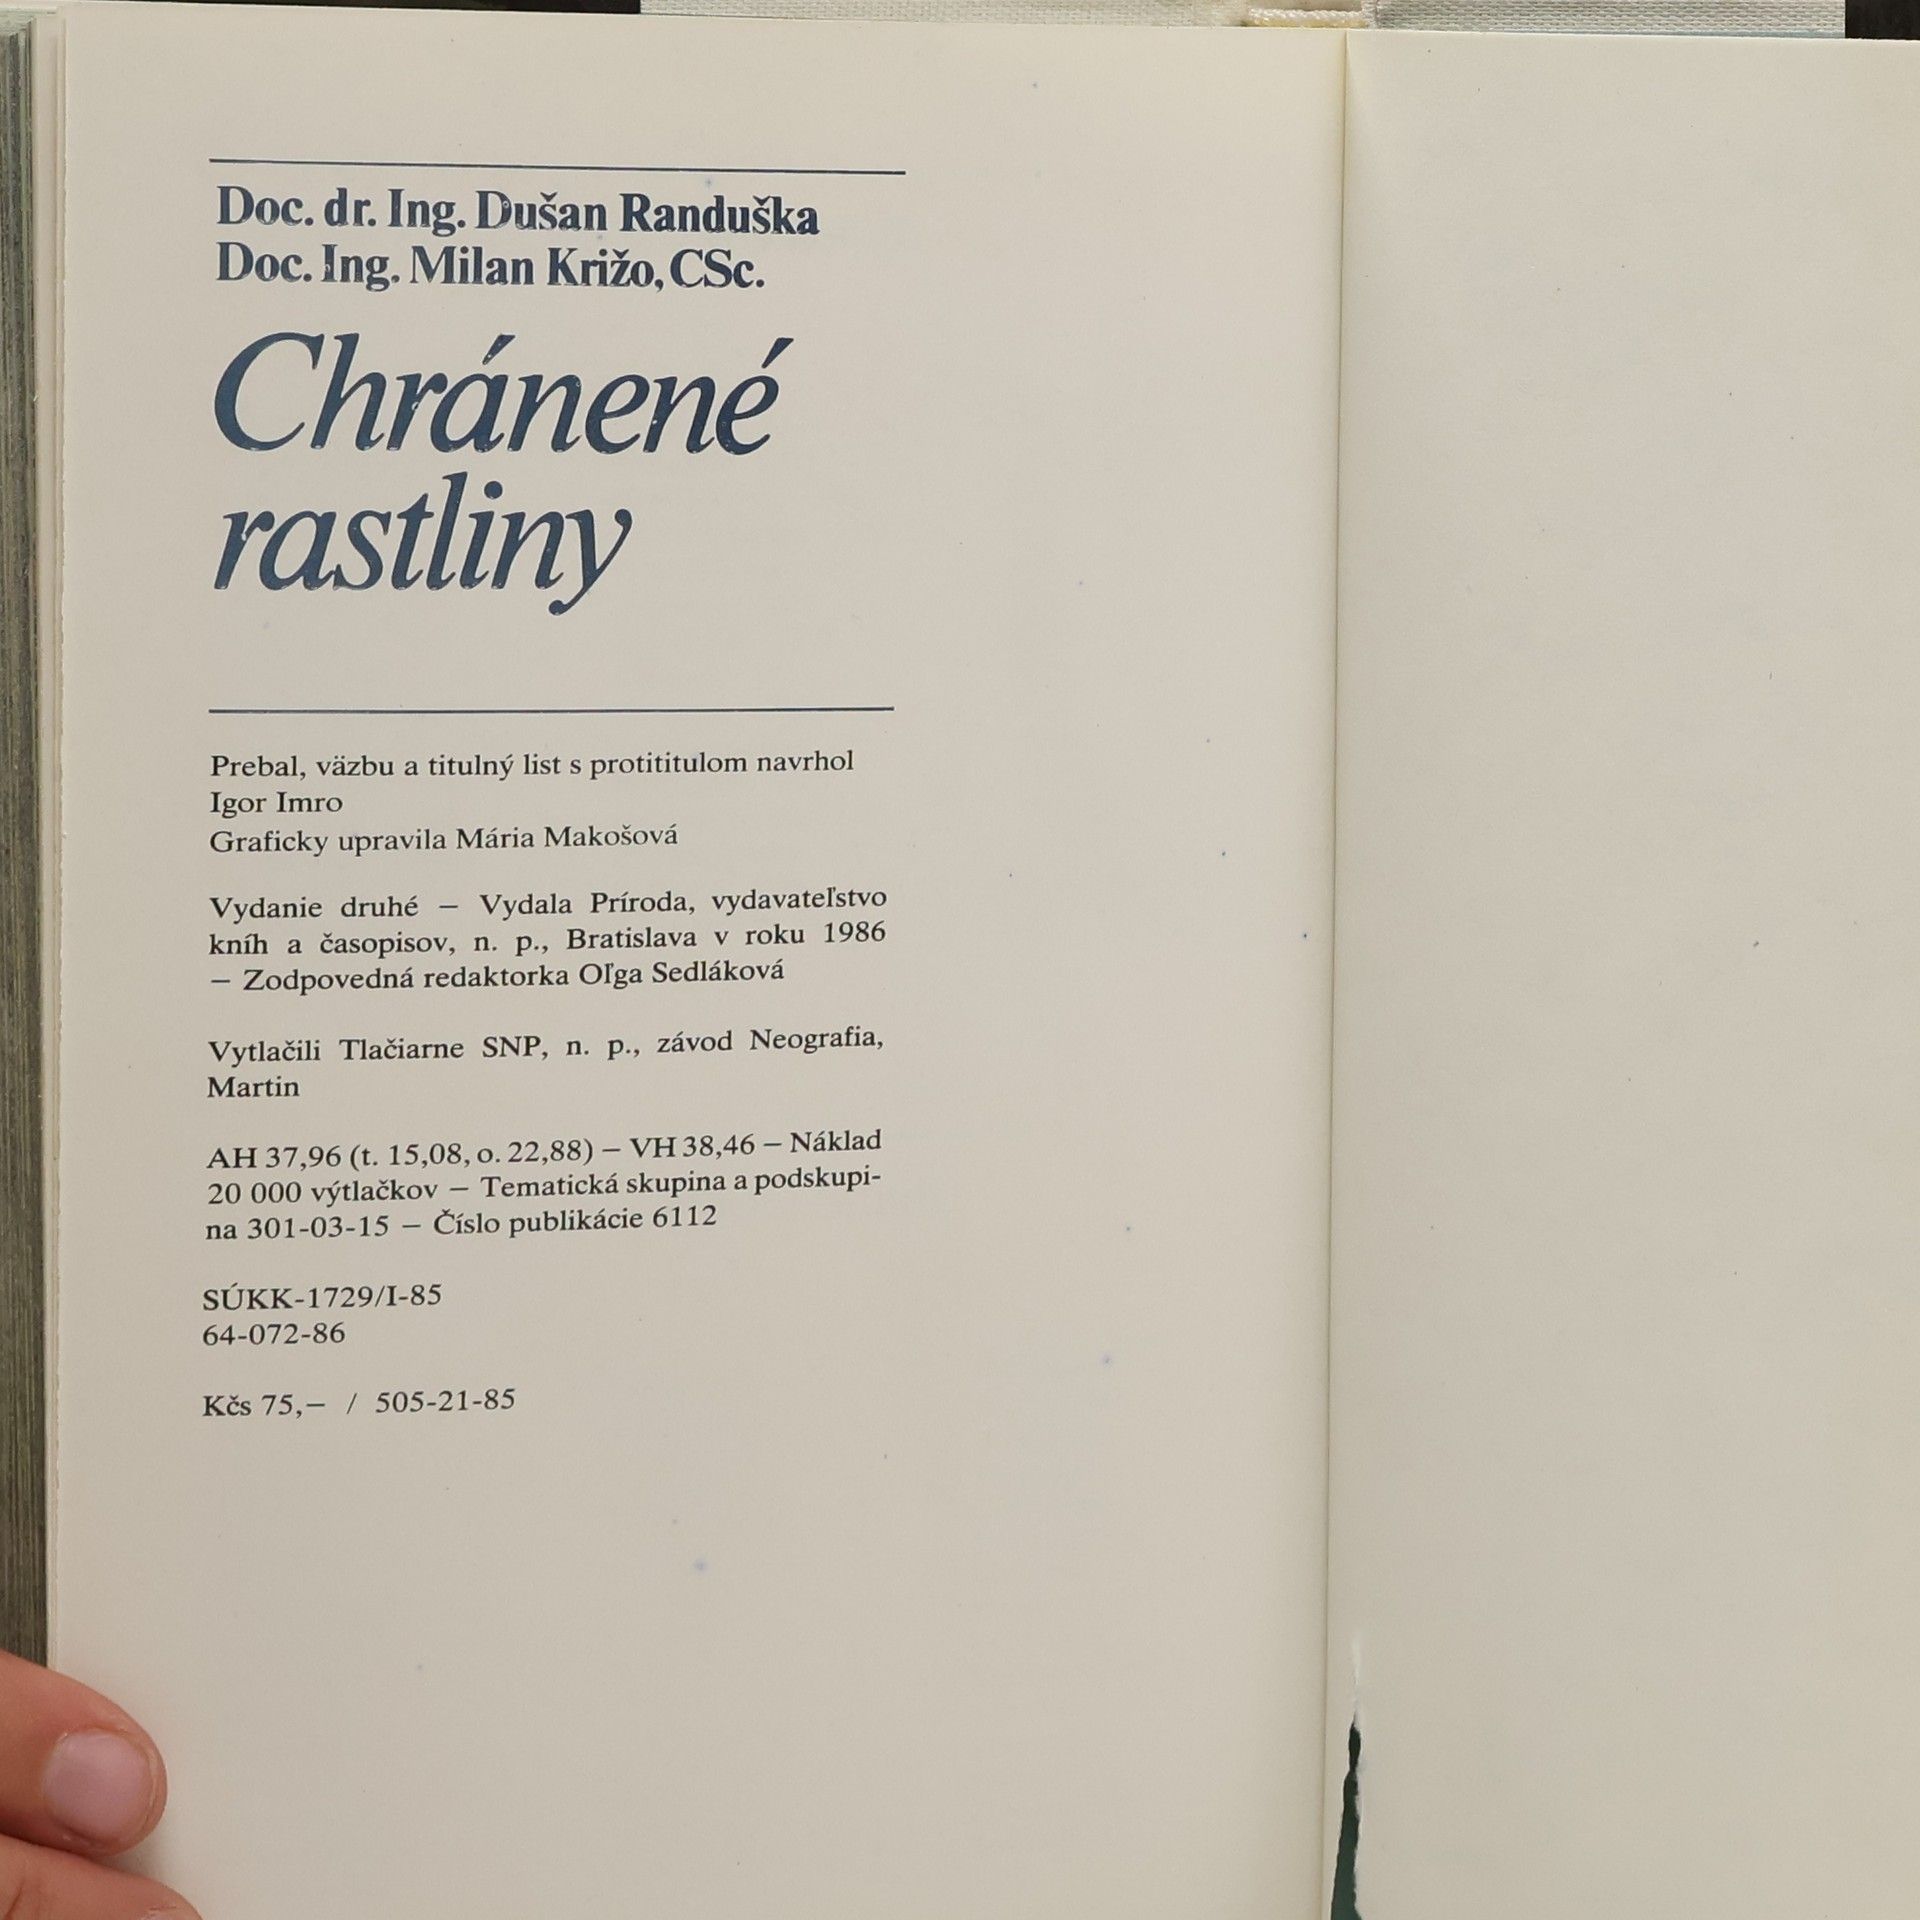 Doc. dr. Ing. Dušan Randuška
Doc. Ing. Milan Križo, CSc.
Chránené
rastliny
Prebal, väzbu a titulný list s protititulom navrhol
Igor Imro
Graficky upravila Mária Makošová
Vydanie druhé – Vydala Príroda, vydavateľstvo
kníh a časopisov, n. p., Bratislava v roku 1986
– Zodpovedná redaktorka Oľga Sedláková
Vytlačili Tlačiarne SNP, n. p., závod Neografia,
Martin
AH 37,96 (t. 15,08, o. 22,88) – VH 38,46 – Náklad
20 000 výtlačkov – Tematická skupina a podskupi-
na 301-03-15 – Číslo publikácie 6112
SÚKK-1729/I-85
64-072-86
Kčs 75,– / 505-21-85